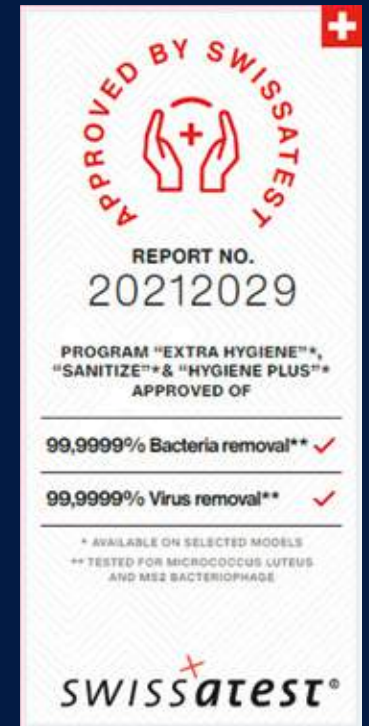 APPROVED BY SWISSATEST
REPORT NO.
20212029
PROGRAM "EXTRA HYGIENE"*,
"SANITIZE"*& "HYGIENE PLUS"*
APPROVED OF
99,9999% Bacteria removal**
99,9999% Virus removal**
* AVAILABLE ON SELECTED MODELS
** TESTED FOR MICROCOCCUS LUTEUS
AND MS2 BACTERIOPHAGE
swissatest®